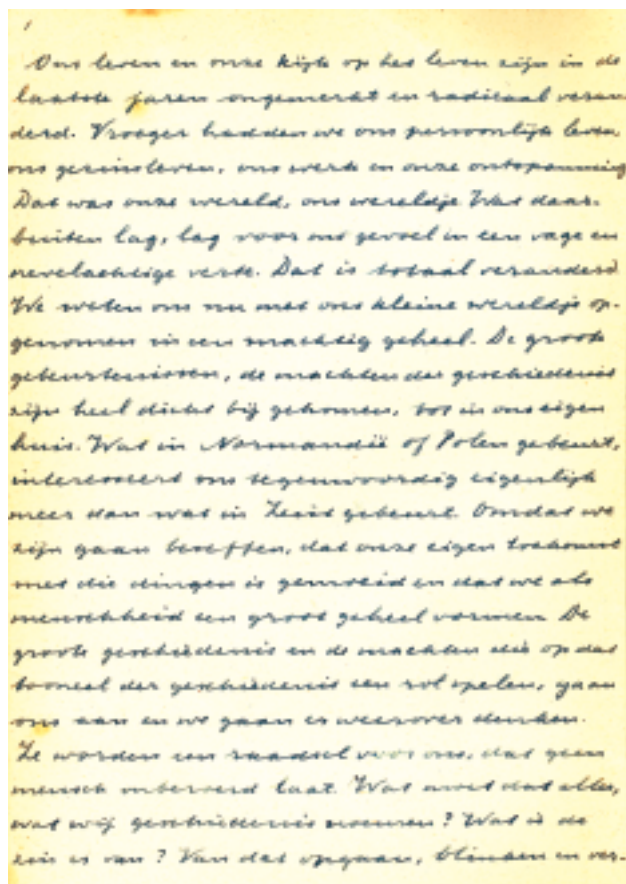 1
Ons leven en onze kijk op het leven zijn in de
laatste jaren ongemerkt en radicaal veran-
derd. Vroeger hadden we ons persoonlijk leven
ons gezinsleven, ons werk en onze ontspanning
Dat was onze wereld, ons wereldje Wat daar-
buiten lag, lag voor ons gevoel in een vage en
nevelachtige verte. Dat is totaal veranderd
We weten ons nu met ons kleine wereldje op-
genomen in een machtig geheel. De groote
gebeurtenissen, de machten der geschiedenis
zijn heel dicht bij gekomen, tot in ons eigen
huis. Wat in Normandië of Polen gebeurt,
interesseert ons tegenwoordig eigenlijk
meer dan wat in Zeist gebeurt. Omdat we
zijn gaan beseffen, dat onze eigen toekomst
met die dingen is gemoeid en dat we als
menschheid een groot geheel vormen De
groote geschiedenis en de machten die op dat
tooneel der geschiedenis een rol spelen, gaan
ons aan en we gaan er weer over denken.
Ze worden een raadsel voor ons, dat geen
mensch onberoerd laat. Wat moet dat alles,
wat wij geschiedenis noemen? Wat is de
zin er van? Van dat opgaan, blinken en ver-